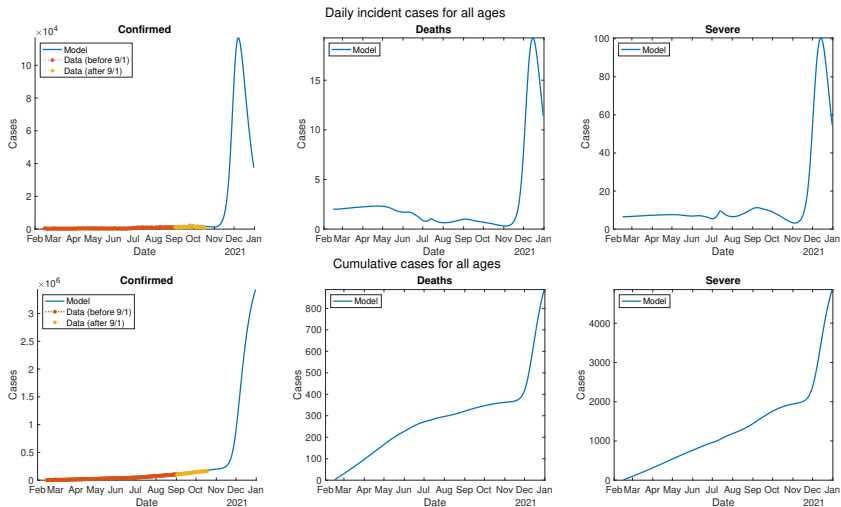 Daily incident cases for all ages
Confirmed
×10⁴
10
8
6
4
2
0
Cases
Model
Data (before 9/1)
Data (after 9/1)
Feb Mar Apr May Jun Jul Aug Sep Oct Nov Dec Jan
Date
2021
Deaths
15
10
5
0
Cases
Model
Feb Mar Apr May Jun Jul Aug Sep Oct Nov Dec Jan
Date
2021
Severe
100
80
60
40
20
0
Cases
Model
Feb Mar Apr May Jun Jul Aug Sep Oct Nov Dec Jan
Date
2021
Cumulative cases for all ages
Confirmed
×10⁶
3
2.5
2
1.5
1
0.5
0
Cases
Model
Data (before 9/1)
Data (after 9/1)
Feb Mar Apr May Jun Jul Aug Sep Oct Nov Dec Jan
Date
2021
Deaths
800
700
600
500
400
300
200
100
0
Cases
Model
Feb Mar Apr May Jun Jul Aug Sep Oct Nov Dec Jan
Date
2021
Severe
4000
3000
2000
1000
0
Cases
Model
Feb Mar Apr May Jun Jul Aug Sep Oct Nov Dec Jan
Date
2021